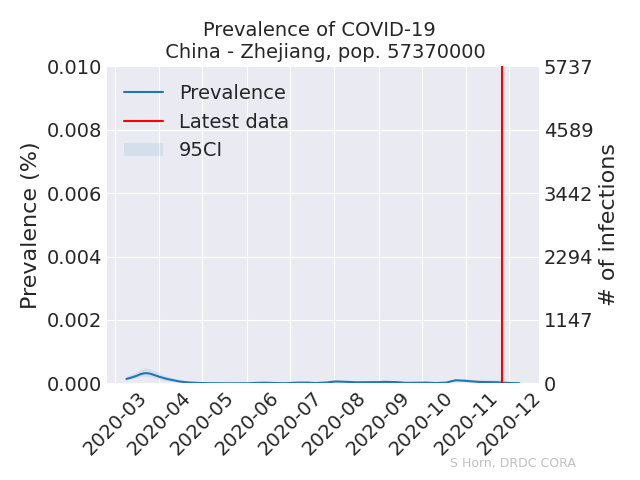 Prevalence of COVID-19
China - Zhejiang, pop. 57370000
Prevalence
Latest data
95CI
Prevalence (%)
0.010
0.008
0.006
0.004
0.002
0.000
5737
4589
3442
2294
1147
0
# of infections
2020-03
2020-04
2020-05
2020-06
2020-07
2020-08
2020-09
2020-10
2020-11
2020-12
S Horn, DRDC CORA